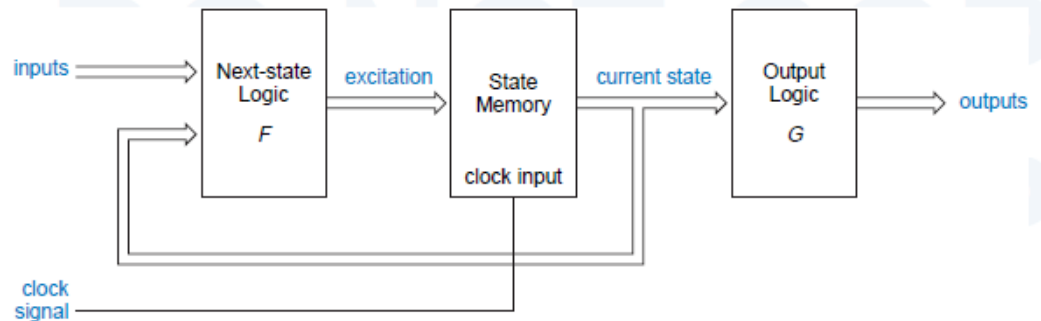 inputs
Next-state
Logic
F
excitation
State
Memory
clock input
current state
Output
Logic
G
outputs
clock
signal